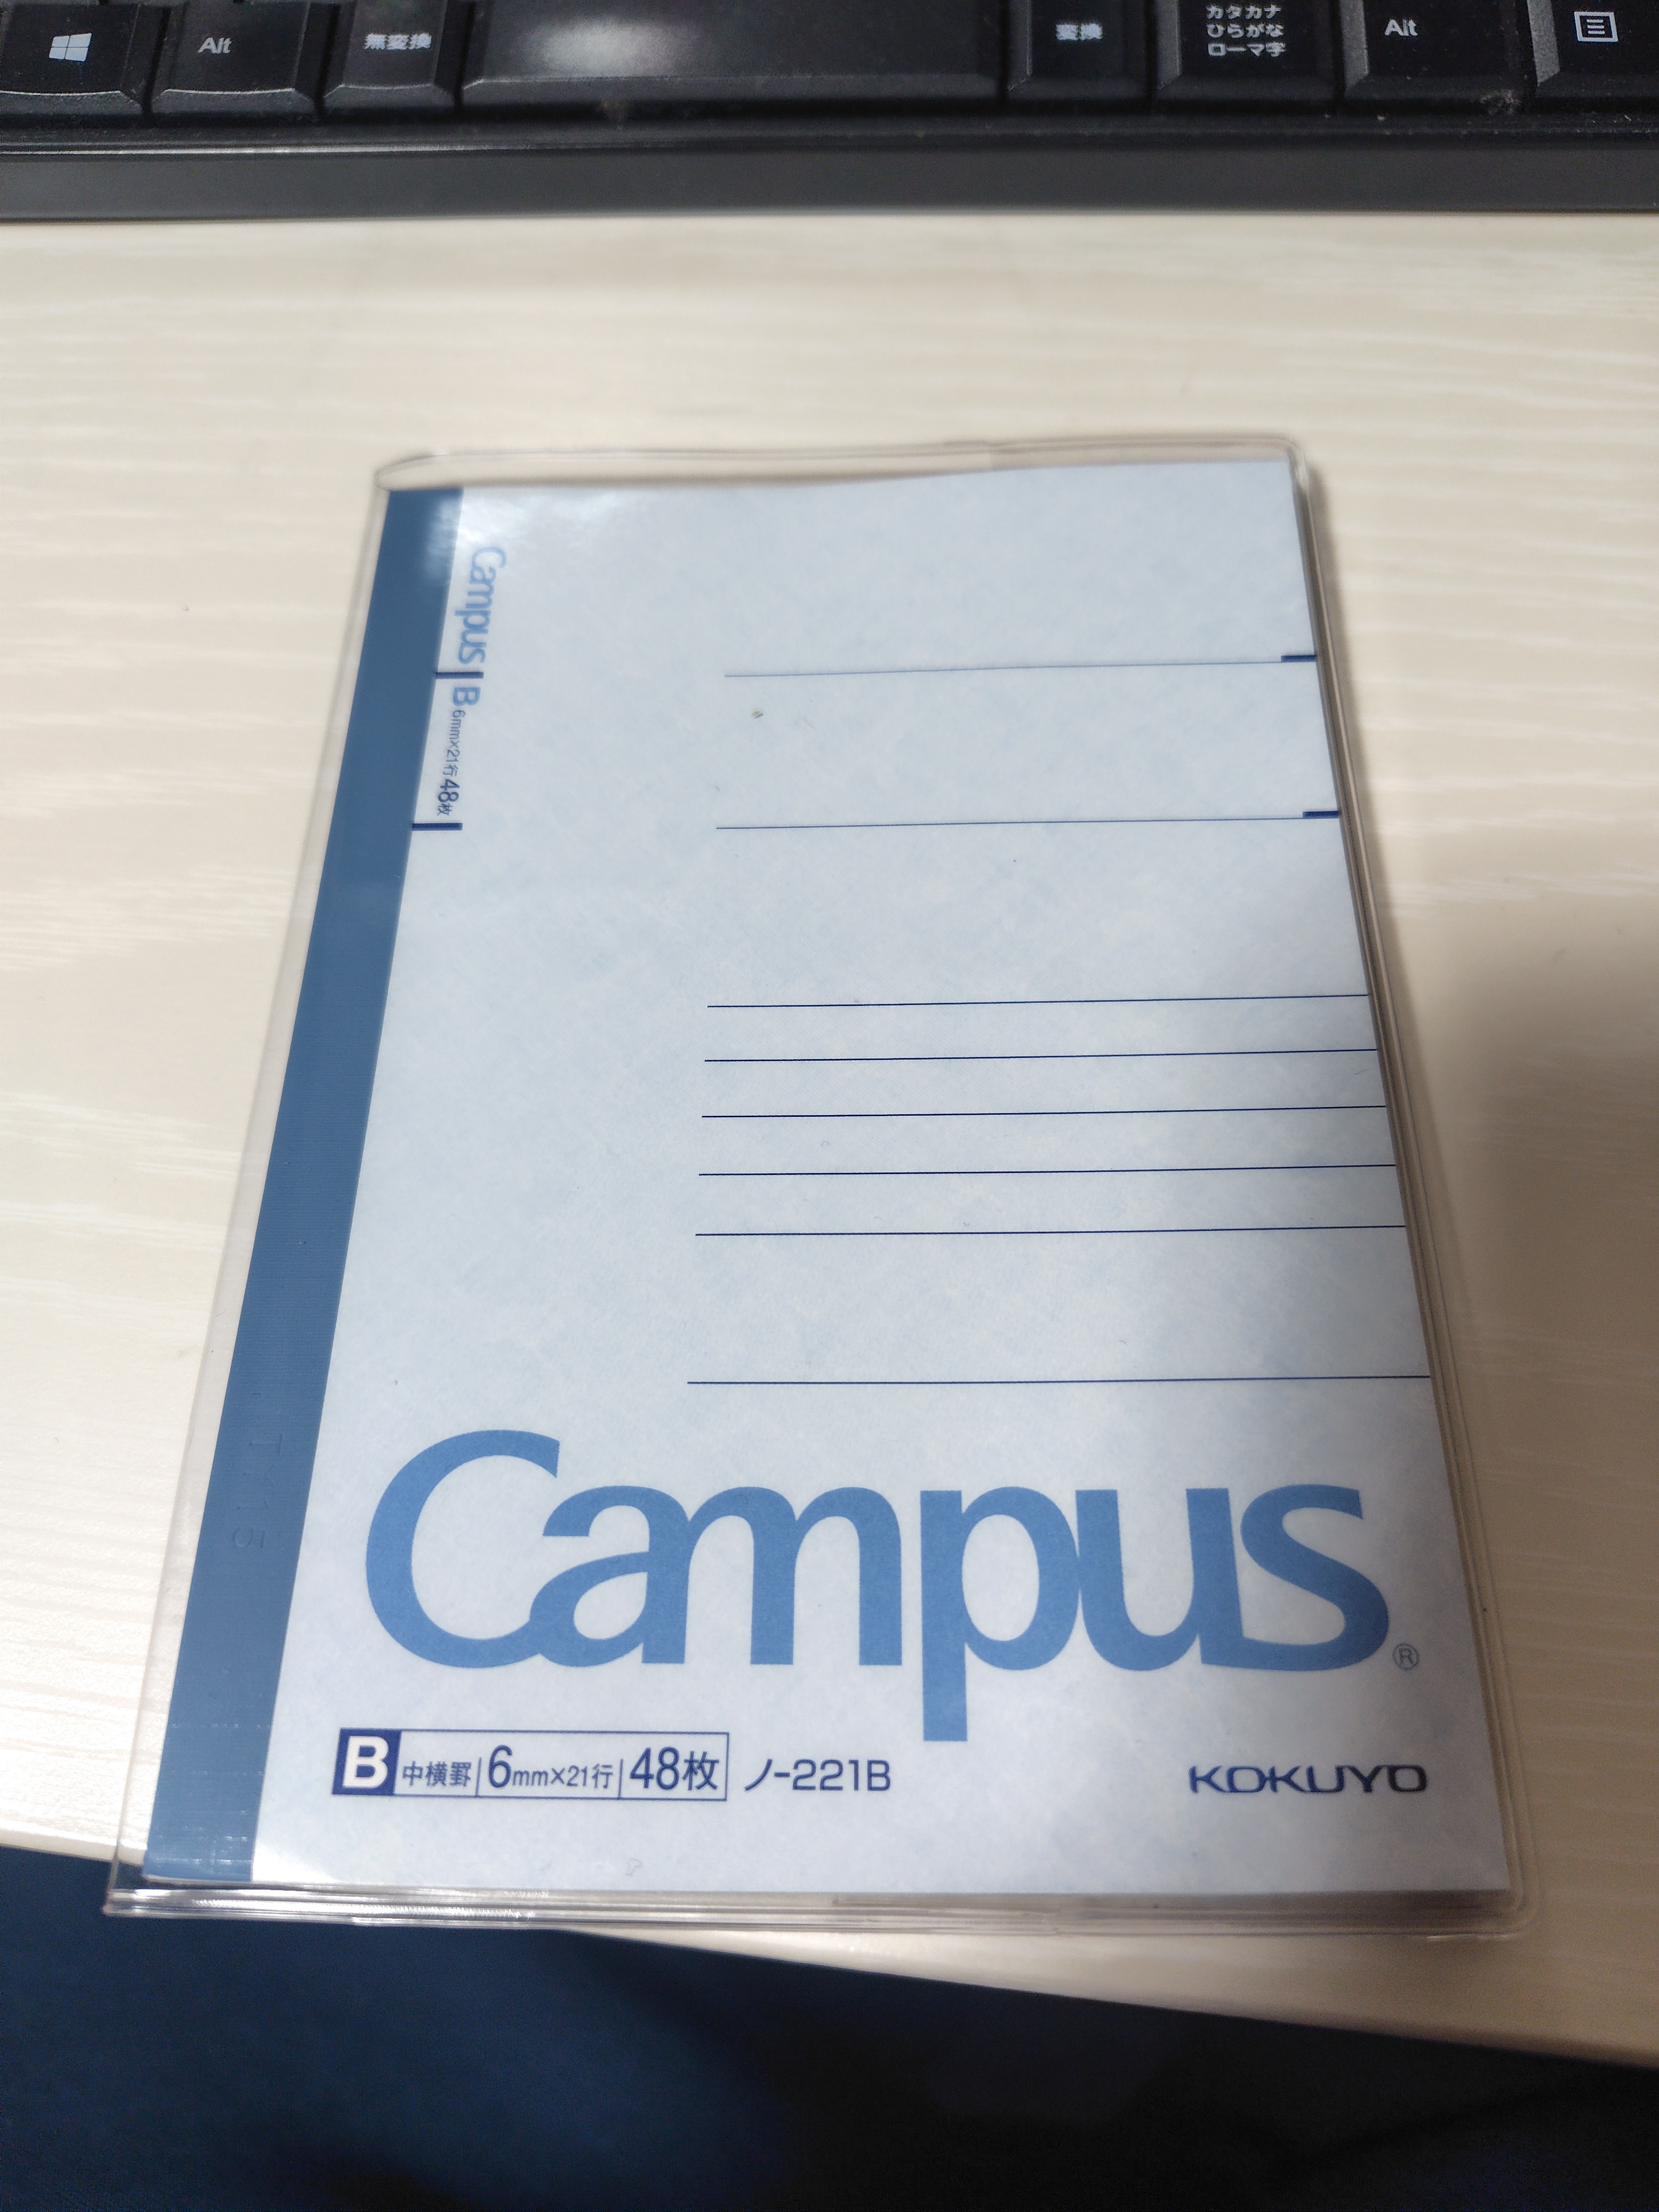 Alt
無変換
変換
カタカナ
ひらがな
ローマ字
Alt
Campus B 6mm×21行 48枚
Campus®
B 中横罫 6mm×21行 48枚 ノ-221B
KOKUYO